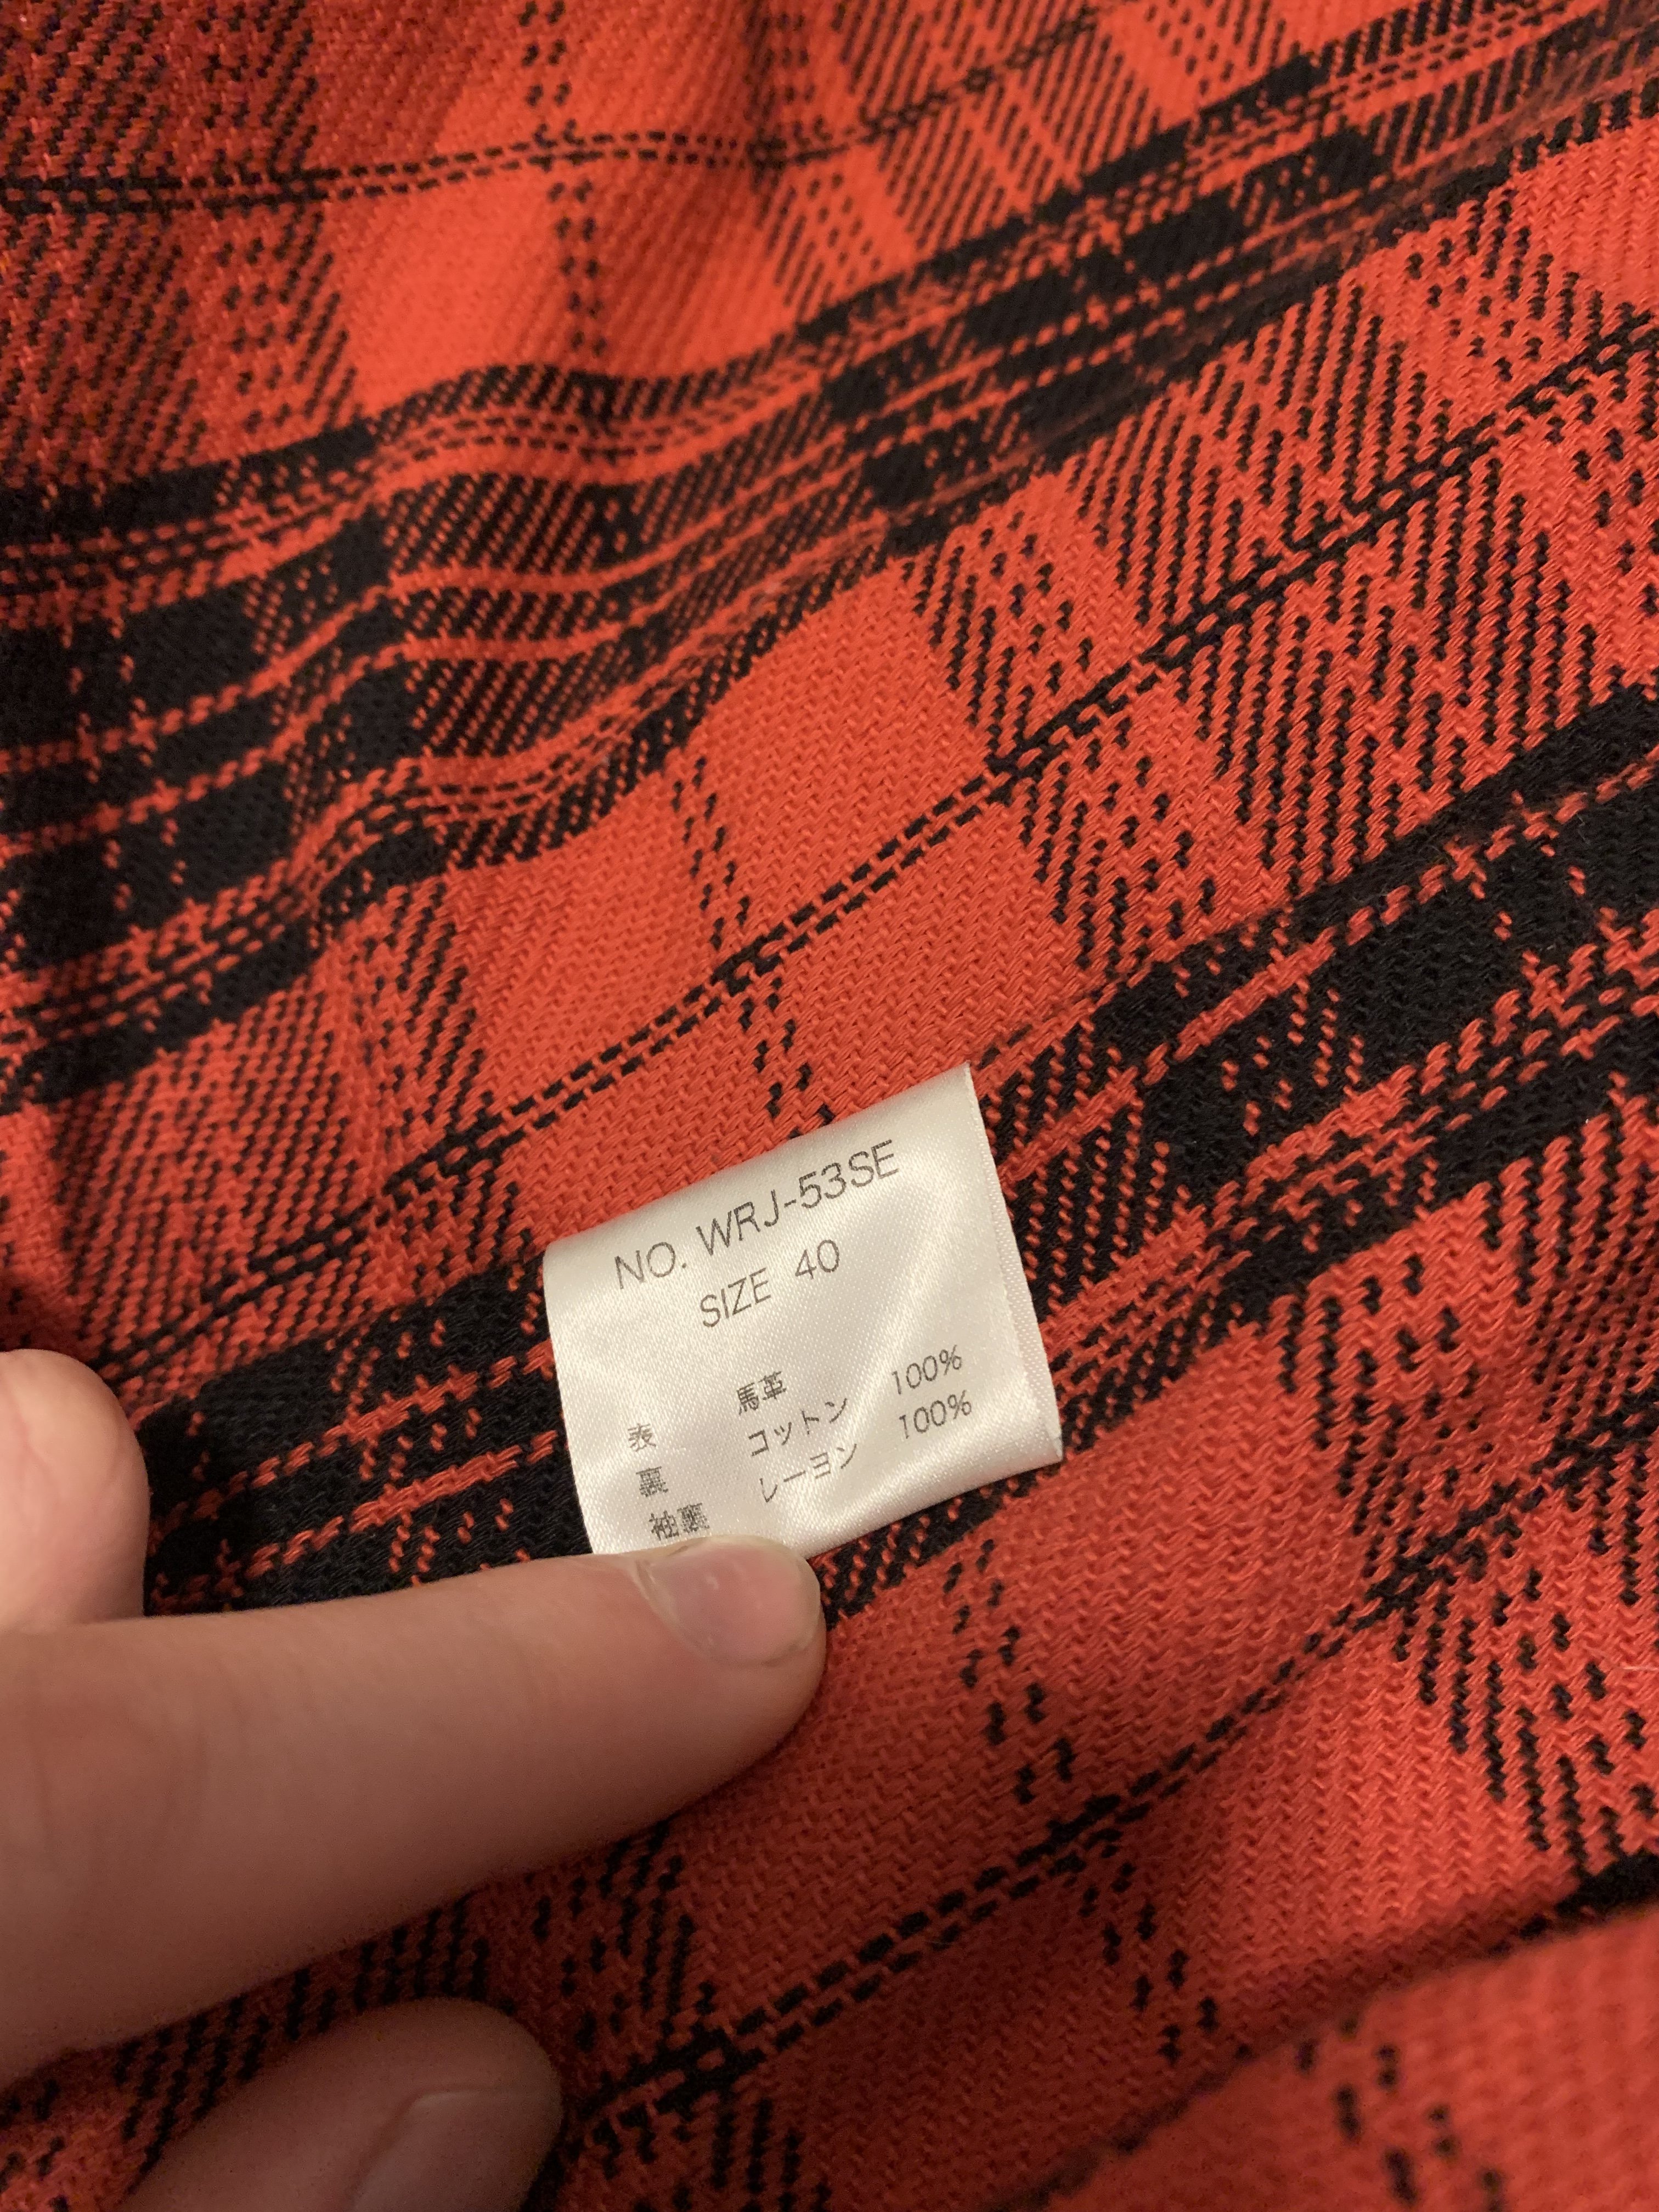 NO. WRJ-53SE
SIZE 40
表 馬革
裏 コットン 100%
袖裏 レーヨン 100%